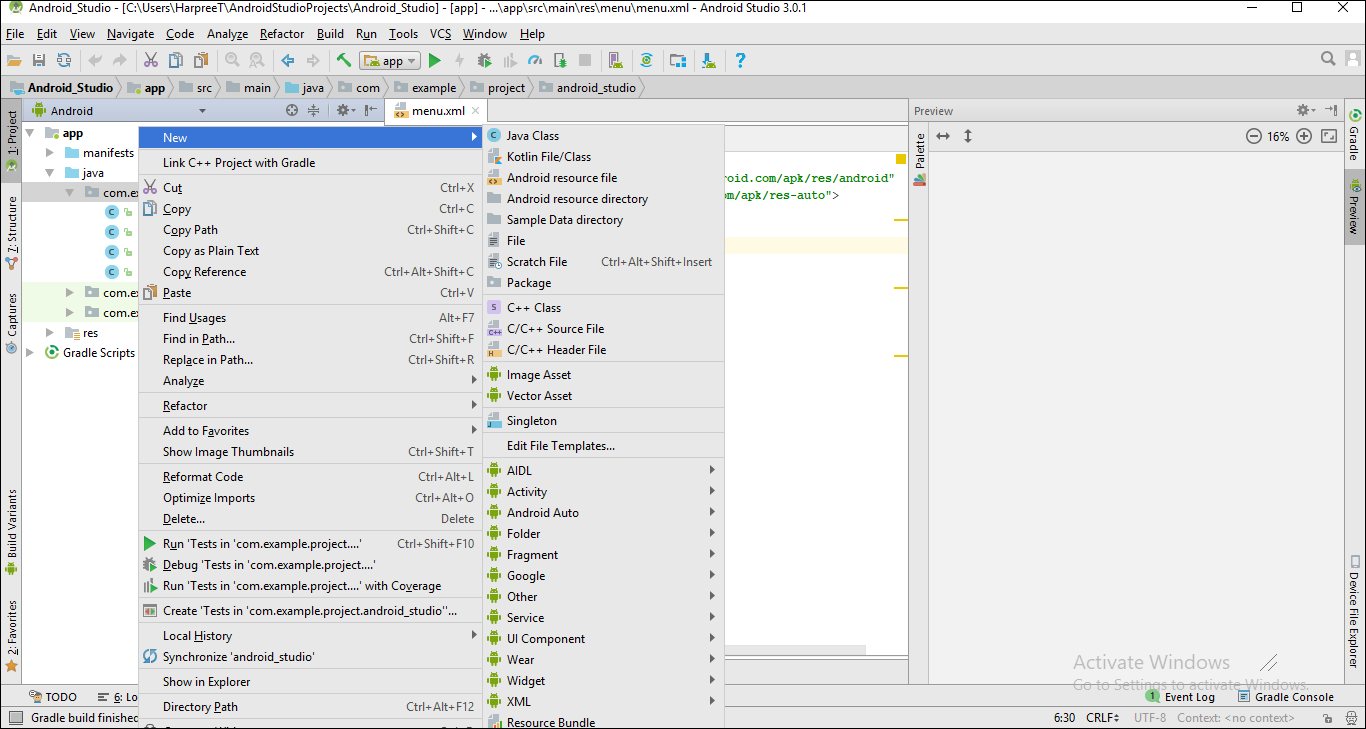 Android_Studio - [C:\Users\HarpreeT\AndroidStudioProjects\Android_Studio] - [app] - ...\app\src\main\res\menu\menu.xml - Android Studio 3.0.1
File Edit View Navigate Code Analyze Refactor Build Run Tools VCS Window Help
app
Android_Studio app src main java com example project android_studio
1: Project
7: Structure
Captures
Build Variants
2: Favorites
Android
app
manifests
java
com.ex
C
C
C
C
com.ex
com.ex
res
Gradle Scripts
New
Link C++ Project with Gradle
Cut Ctrl+X
Copy Ctrl+C
Copy Path Ctrl+Shift+C
Copy as Plain Text
Copy Reference Ctrl+Alt+Shift+C
Paste Ctrl+V
Find Usages Alt+F7
Find in Path... Ctrl+Shift+F
Replace in Path... Ctrl+Shift+R
Analyze
Refactor
Add to Favorites
Show Image Thumbnails Ctrl+Shift+T
Reformat Code Ctrl+Alt+L
Optimize Imports Ctrl+Alt+O
Delete... Delete
Run 'Tests in 'com.example.project....' Ctrl+Shift+F10
Debug 'Tests in 'com.example.project....'
Run 'Tests in 'com.example.project....' with Coverage
Create 'Tests in 'com.example.project.android_studio''...
Local History
Synchronize 'android_studio'
Show in Explorer
Directory Path Ctrl+Alt+F12
menu.xml
Java Class
Kotlin File/Class
Android resource file
Android resource directory
Sample Data directory
File
Scratch File Ctrl+Alt+Shift+Insert
Package
C++ Class
C/C++ Source File
C/C++ Header File
Image Asset
Vector Asset
Singleton
Edit File Templates...
AIDL
Activity
Android Auto
Folder
Fragment
Google
Other
Service
UI Component
Wear
Widget
XML
Resource Bundle
roid.com/apk/res/android"
m/apk/res-auto">
Preview
Palette
16%
Gradle
Preview
Device File Explorer
Activate Windows
Go to Settings to activate Windows.
TODO 6: Lo
1 Event Log Gradle Console
Gradle build finished
6:30 CRLF UTF-8 Context: <no context>